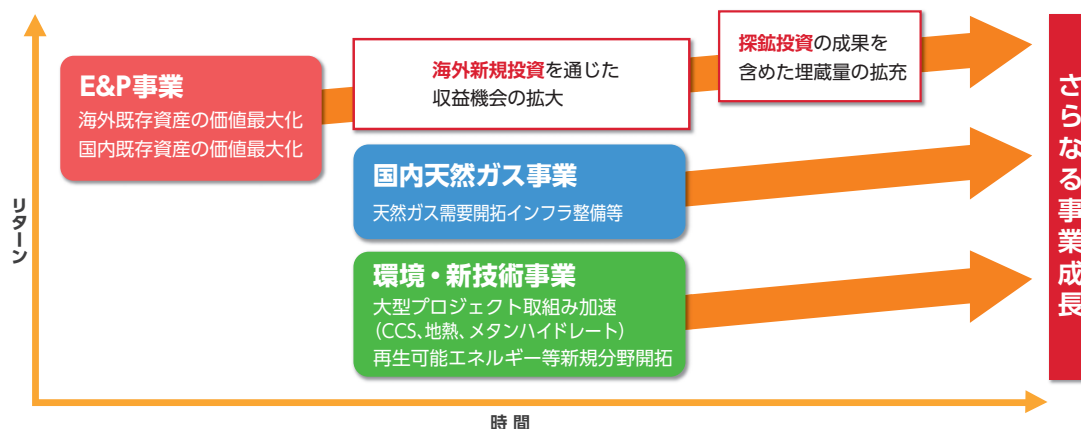 E&P事業
海外既存資産の価値最大化
国内既存資産の価値最大化
海外新規投資を通じた
収益機会の拡大
探鉱投資の成果を
含めた埋蔵量の拡充
国内天然ガス事業
天然ガス需要開拓インフラ整備等
環境・新技術事業
大型プロジェクト取組み加速
(CCS、地熱、メタンハイドレート)
再生可能エネルギー等新規分野開拓
さらなる事業成長
リターン
時間